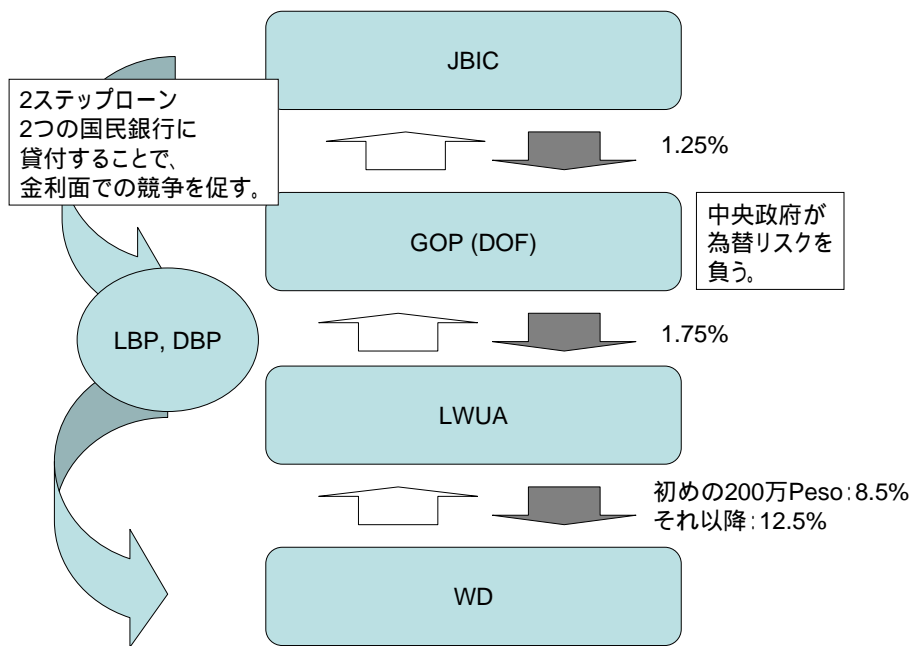 JBIC
2ステップローン
2つの国民銀行に
貸付することで、
金利面での競争を促す。
1.25%
GOP (DOF)
中央政府が
為替リスクを
負う。
LBP, DBP
1.75%
LWUA
初めの200万Peso：8.5%
それ以降：12.5%
WD